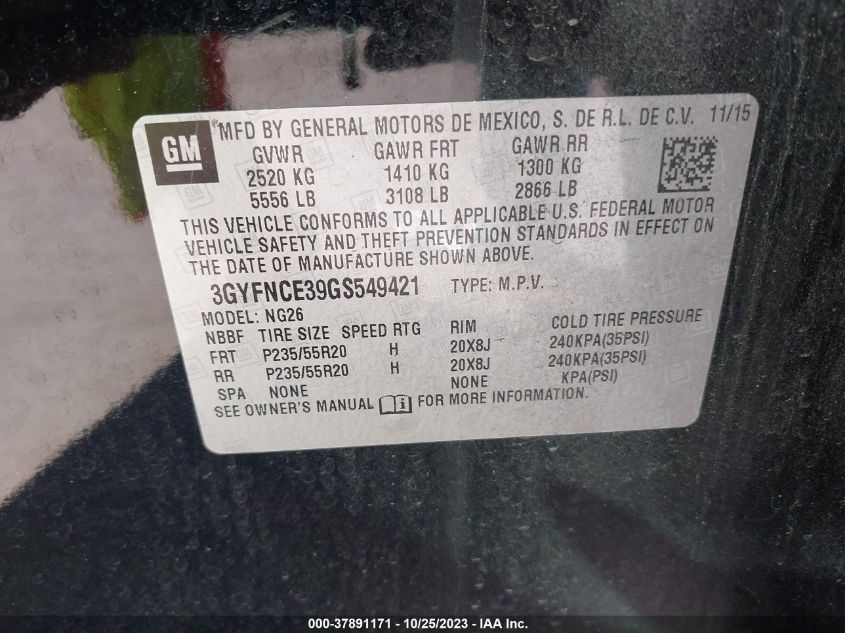 GM
®MFD BY GENERAL MOTORS DE MEXICO, S. DE R.L. DE C.V. 11/15
GVWR GAWR FRT GAWR RR
2520 KG 1410 KG 1300 KG
5556 LB 3108 LB 2866 LB
THIS VEHICLE CONFORMS TO ALL APPLICABLE U.S. FEDERAL MOTOR
VEHICLE SAFETY AND THEFT PREVENTION STANDARDS IN EFFECT ON
THE DATE OF MANUFACTURE SHOWN ABOVE.
3GYFNCE39GS549421 TYPE: M.P.V.
MODEL: NG26
NBBF TIRE SIZE SPEED RTG RIM COLD TIRE PRESSURE
FRT P235/55R20 H 20X8J 240KPA(35PSI)
RR P235/55R20 H 20X8J 240KPA(35PSI)
SPA NONE NONE KPA(PSI)
SEE OWNER'S MANUAL FOR MORE INFORMATION.
000-37891171 - 10/25/2023 - IAA Inc.